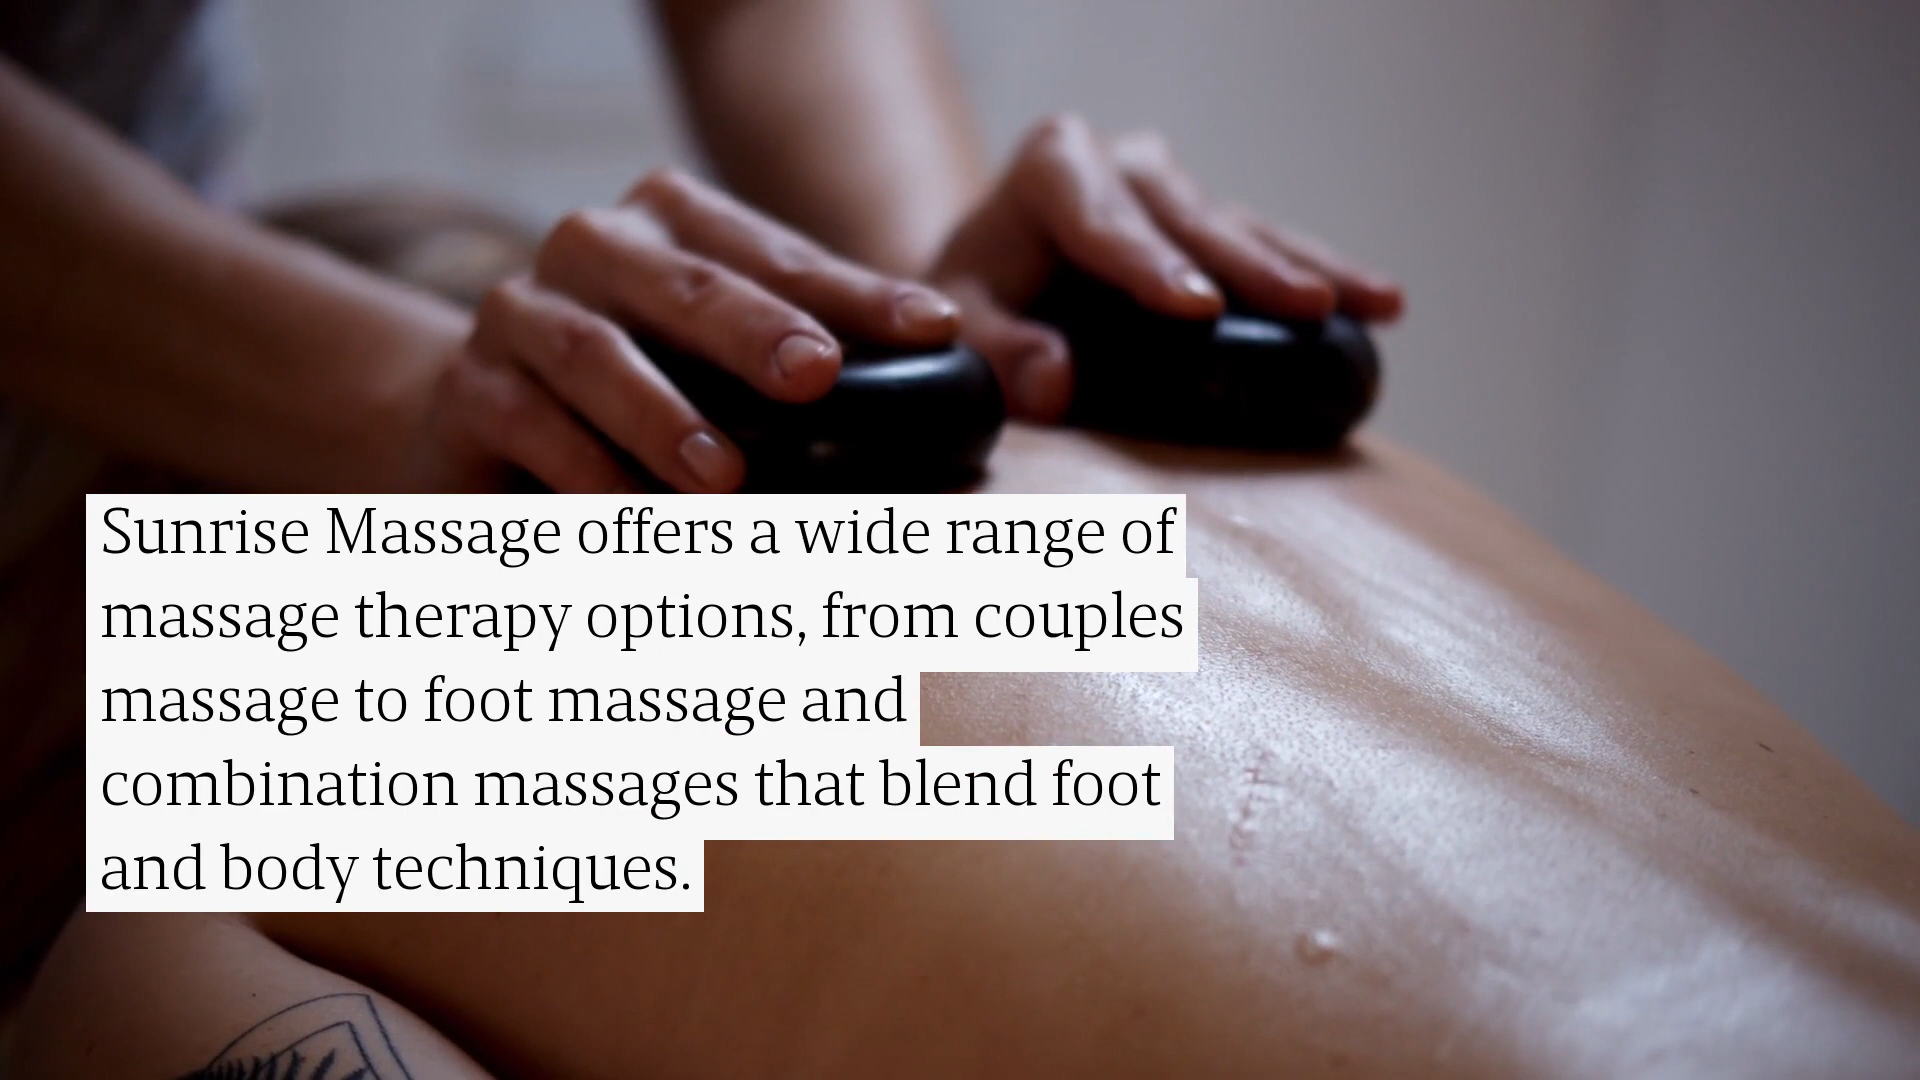 Sunrise Massage offers a wide range of
massage therapy options, from couples
massage to foot massage and
combination massages that blend foot
and body techniques.